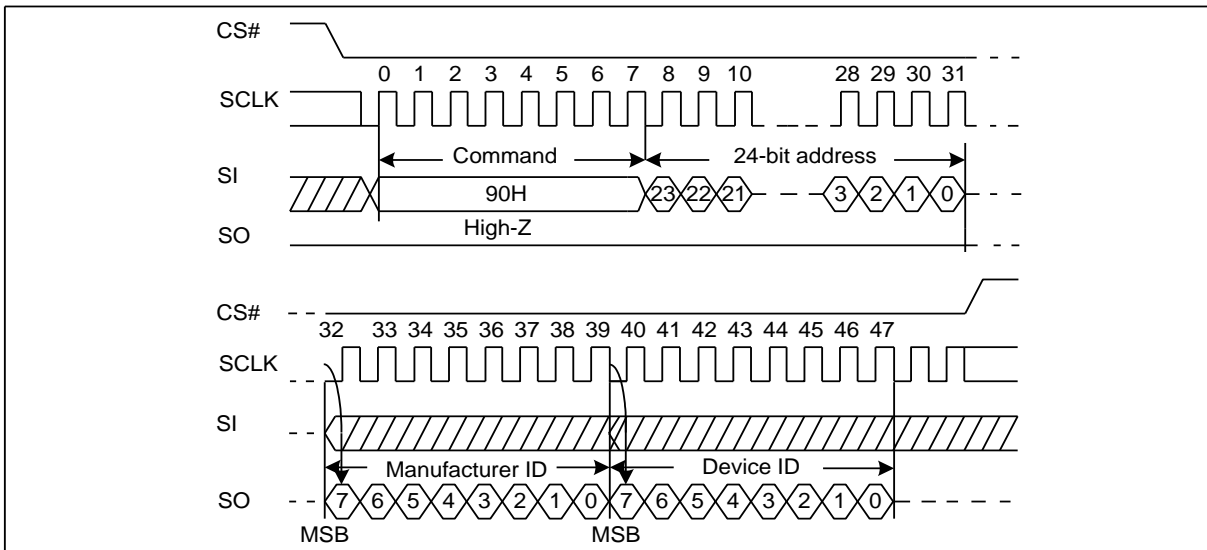 CS#
0 1 2 3 4 5 6 7 8 9 10 28 29 30 31
SCLK
Command 24-bit address
SI
90H 23 22 21 3 2 1 0
High-Z
SO
CS#
32 33 34 35 36 37 38 39 40 41 42 43 44 45 46 47
SCLK
SI
Manufacturer ID Device ID
SO 7 6 5 4 3 2 1 0 7 6 5 4 3 2 1 0
MSB MSB